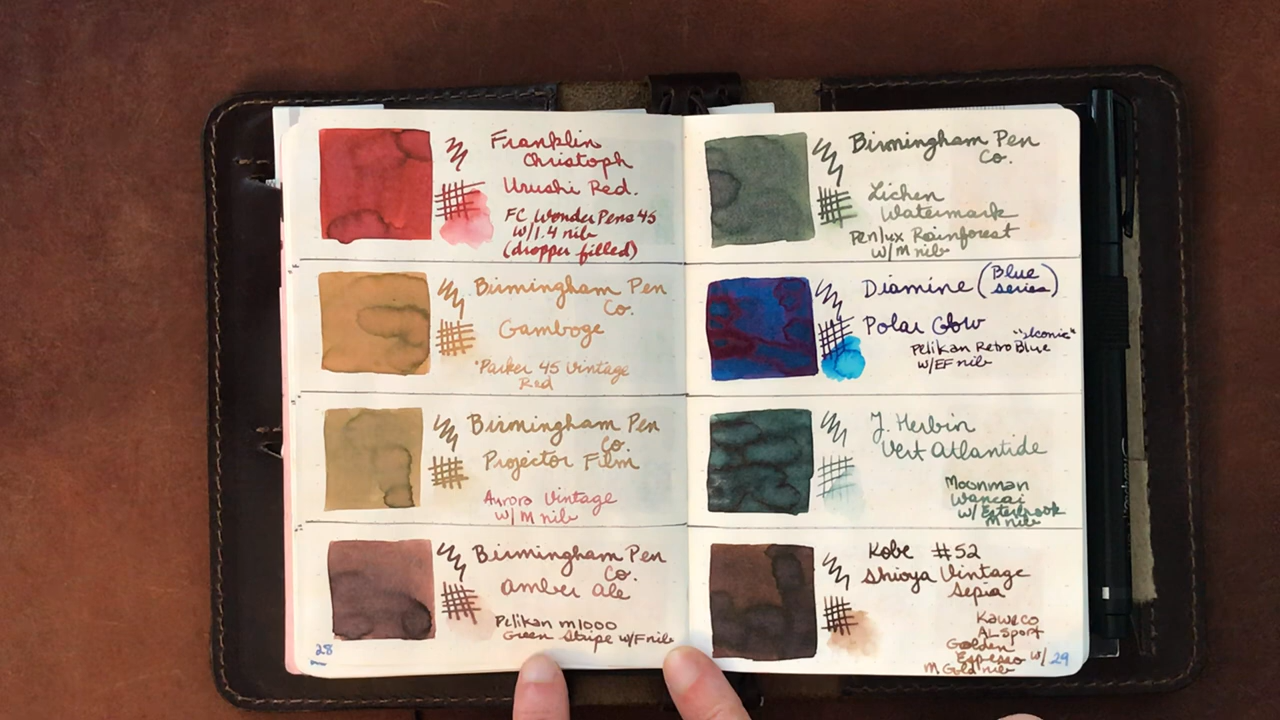 Franklin
Christoph
Urushi Red.
FC Wonder Pens 45
w/1.4 nib
(dropper filled)
Birmingham Pen
Co.
Gamboge
"Parker 45 Vintage
Red
Birmingham Pen
Co.
Projector Film
Aurora Vintage
w/ M nib
Birmingham Pen
Co.
Amber Ale
Pelikan M1000
Green Stripe w/F nib
28
Birmingham Pen
Co.
Lichen
Watermark
Penlux Rainforest
w/ M nib
Diamine (Blue
series)
Polar Glow
"Iconic"
Pelikan Retro Blue
w/EF nib
J. Herbin
Vert Atlantide
Moonman
Wancai
w/ Esterbrook
M nib
Kobe #52
Shioya Vintage
Sepia
Kaweco
AL Sport
Golden
Espresso w/
M Gold nib
29